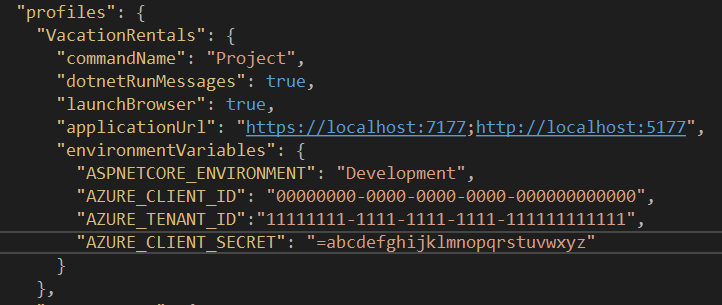 "profiles": {
"VacationRentals": {
"commandName": "Project",
"dotnetRunMessages": true,
"launchBrowser": true,
"applicationUrl": "https://localhost:7177;http://localhost:5177",
"environmentVariables": {
"ASPNETCORE_ENVIRONMENT": "Development",
"AZURE_CLIENT_ID": "00000000-0000-0000-0000-000000000000",
"AZURE_TENANT_ID":"11111111-1111-1111-1111-111111111111",
"AZURE_CLIENT_SECRET": "=abcdefghijklmnopqrstuvwxyz"
}
},